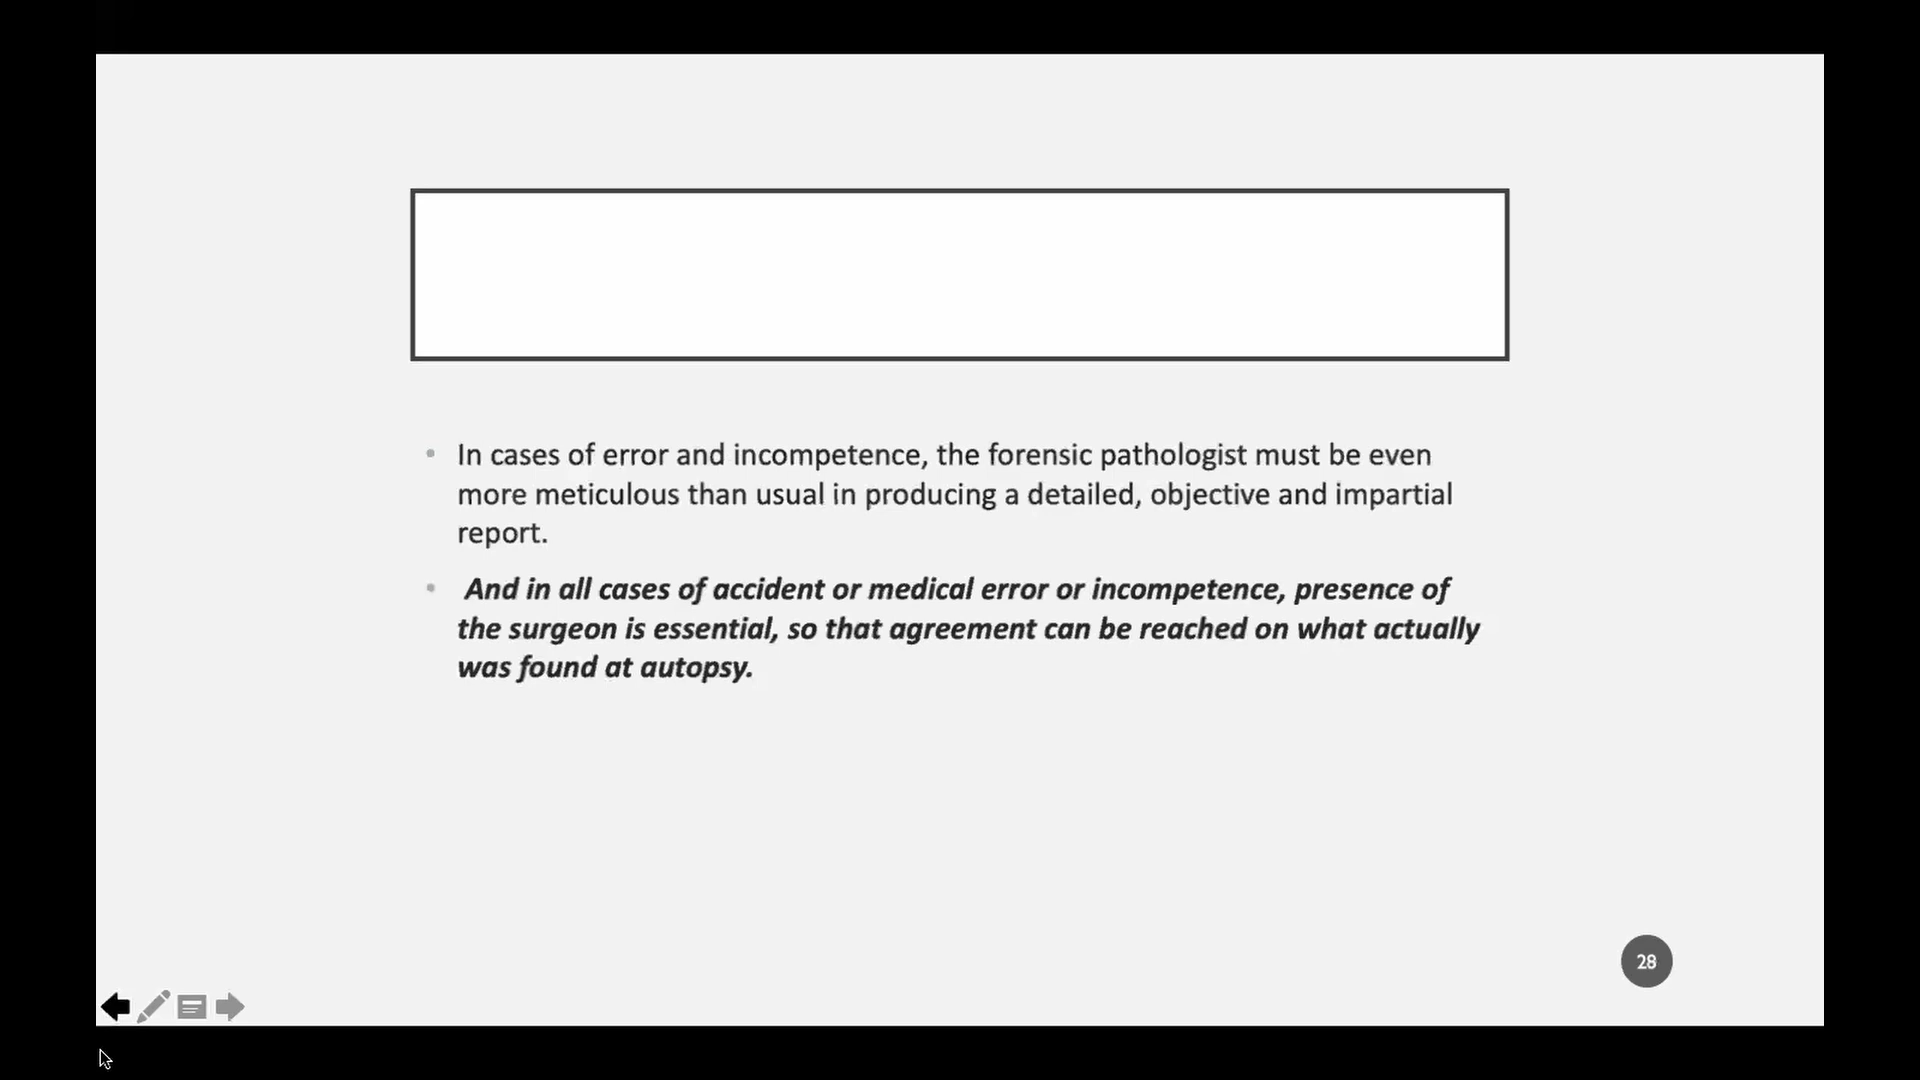 • In cases of error and incompetence, the forensic pathologist must be even
more meticulous than usual in producing a detailed, objective and impartial
report.
• And in all cases of accident or medical error or incompetence, presence of
the surgeon is essential, so that agreement can be reached on what actually
was found at autopsy.
28